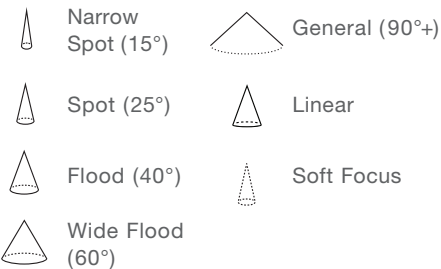 Narrow
Spot (15°)
General (90°+)
Spot (25°)
Linear
Flood (40°)
Soft Focus
Wide Flood
(60°)